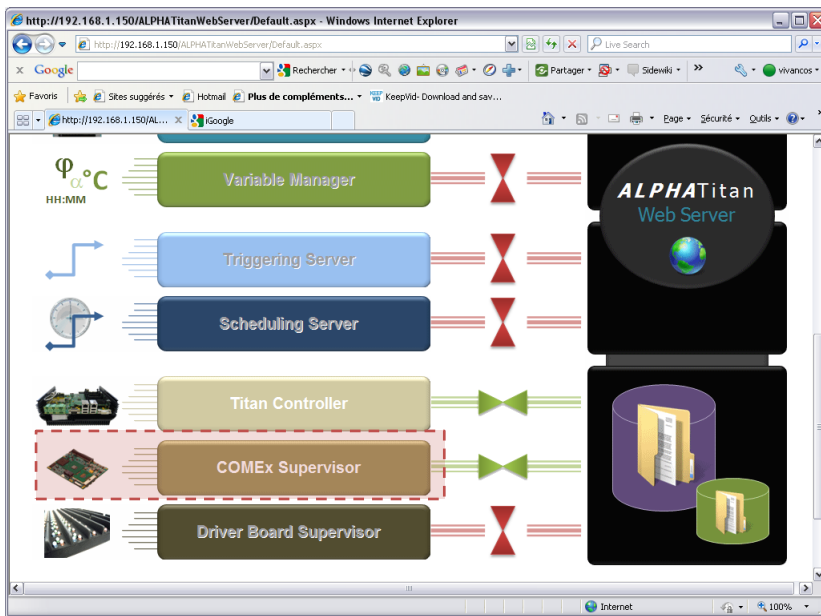 http://192.168.1.150/ALPHATitanWebServer/Default.aspx - Windows Internet Explorer
http://192.168.1.150/ALPHATitanWebServer/Default.aspx
Live Search
x Google
Rechercher
Partager
Sidewiki
»
vivancos
Favoris
Sites suggérés
Hotmail
Plus de compléments...
KeepVid- Download and sav...
http://192.168.1.150/AL...
iGoogle
Page
Sécurité
Outils
»
φ
α
°C
HH:MM
Variable Manager
ALPHATitan
Web Server
Triggering Server
Scheduling Server
Titan Controller
COMEx Supervisor
Driver Board Supervisor
Internet
100%